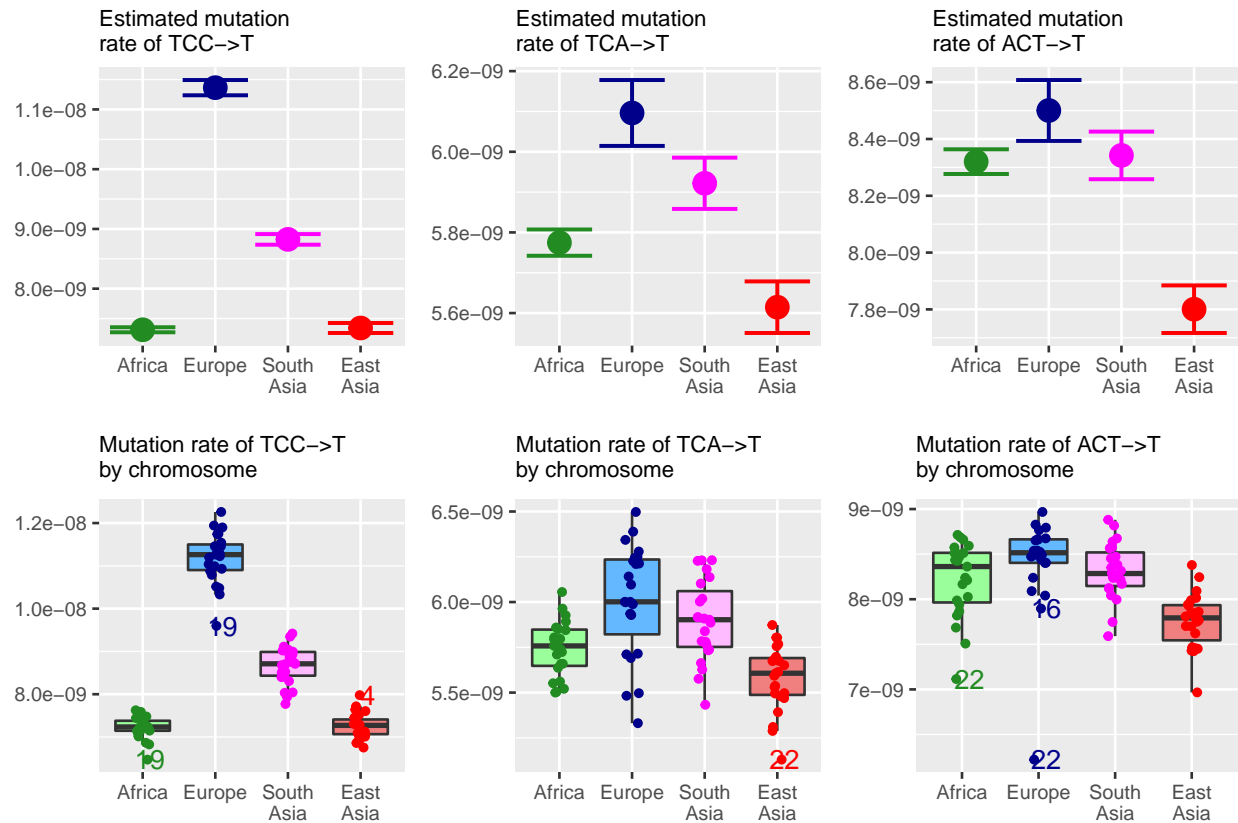 Estimated mutation
rate of TCC−>T
1.1e−08
1.0e−08
9.0e−09
8.0e−09
Africa Europe South East
Asia Asia
Estimated mutation
rate of TCA−>T
6.2e−09
6.0e−09
5.8e−09
5.6e−09
Africa Europe South East
Asia Asia
Estimated mutation
rate of ACT−>T
8.6e−09
8.4e−09
8.2e−09
8.0e−09
7.8e−09
Africa Europe South East
Asia Asia
Mutation rate of TCC−>T
by chromosome
1.2e−08
1.0e−08
8.0e−09
19
4
19
Africa Europe South East
Asia Asia
Mutation rate of TCA−>T
by chromosome
6.5e−09
6.0e−09
5.5e−09
22
Africa Europe South East
Asia Asia
Mutation rate of ACT−>T
by chromosome
9e−09
8e−09
7e−09
16
22
22
Africa Europe South East
Asia Asia